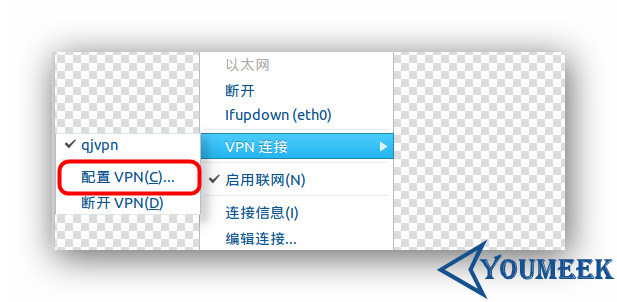 以太网
断开
Ifupdown (eth0)
VPN 连接
启用联网(N)
连接信息(I)
编辑连接...
qjvpn
配置 VPN(C)...
断开 VPN(D)
YOUMEEK